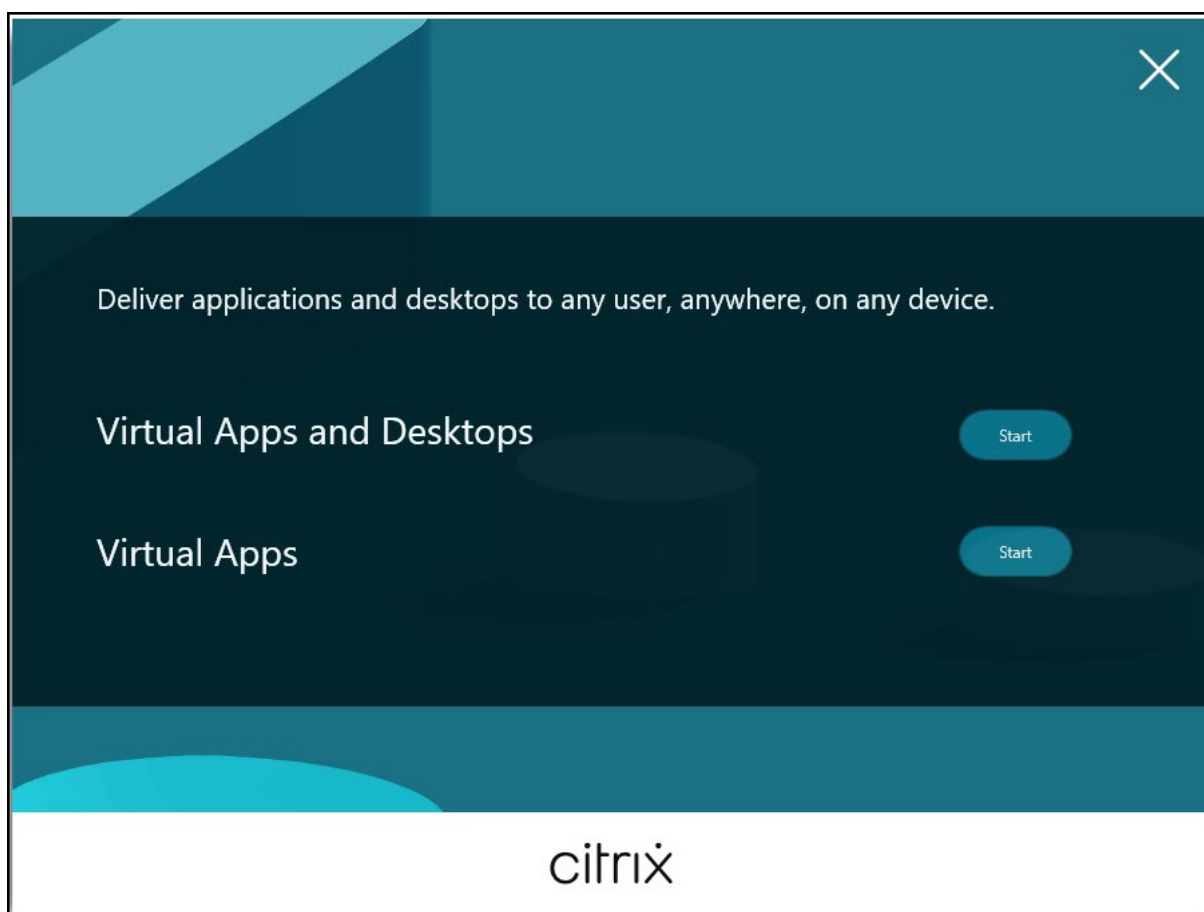 Deliver applications and desktops to any user, anywhere, on any device.
Virtual Apps and Desktops
Start
Virtual Apps
Start
citrix